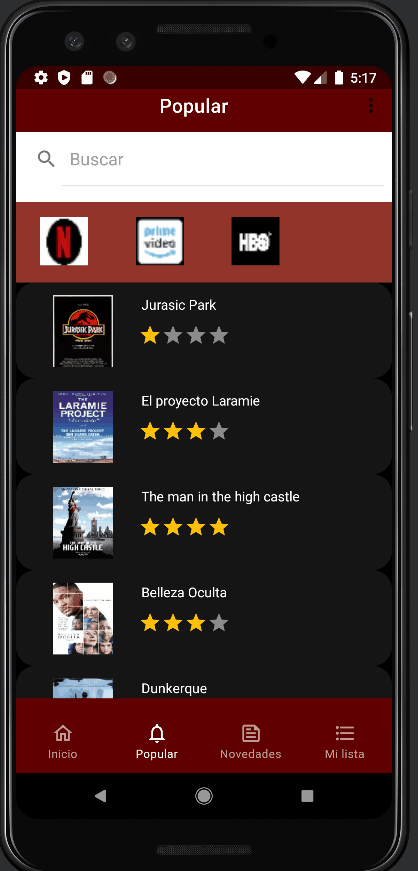 5:17
Popular
Buscar
N
prime
video
HBO
JURASSIC PARK
Jurasic Park
THE
LARAMIE
PROJECT
El proyecto Laramie
HIGH CASTLE
The man in the high castle
Belleza Oculta
Dunkerque
Inicio
Popular
Novedades
Mi lista